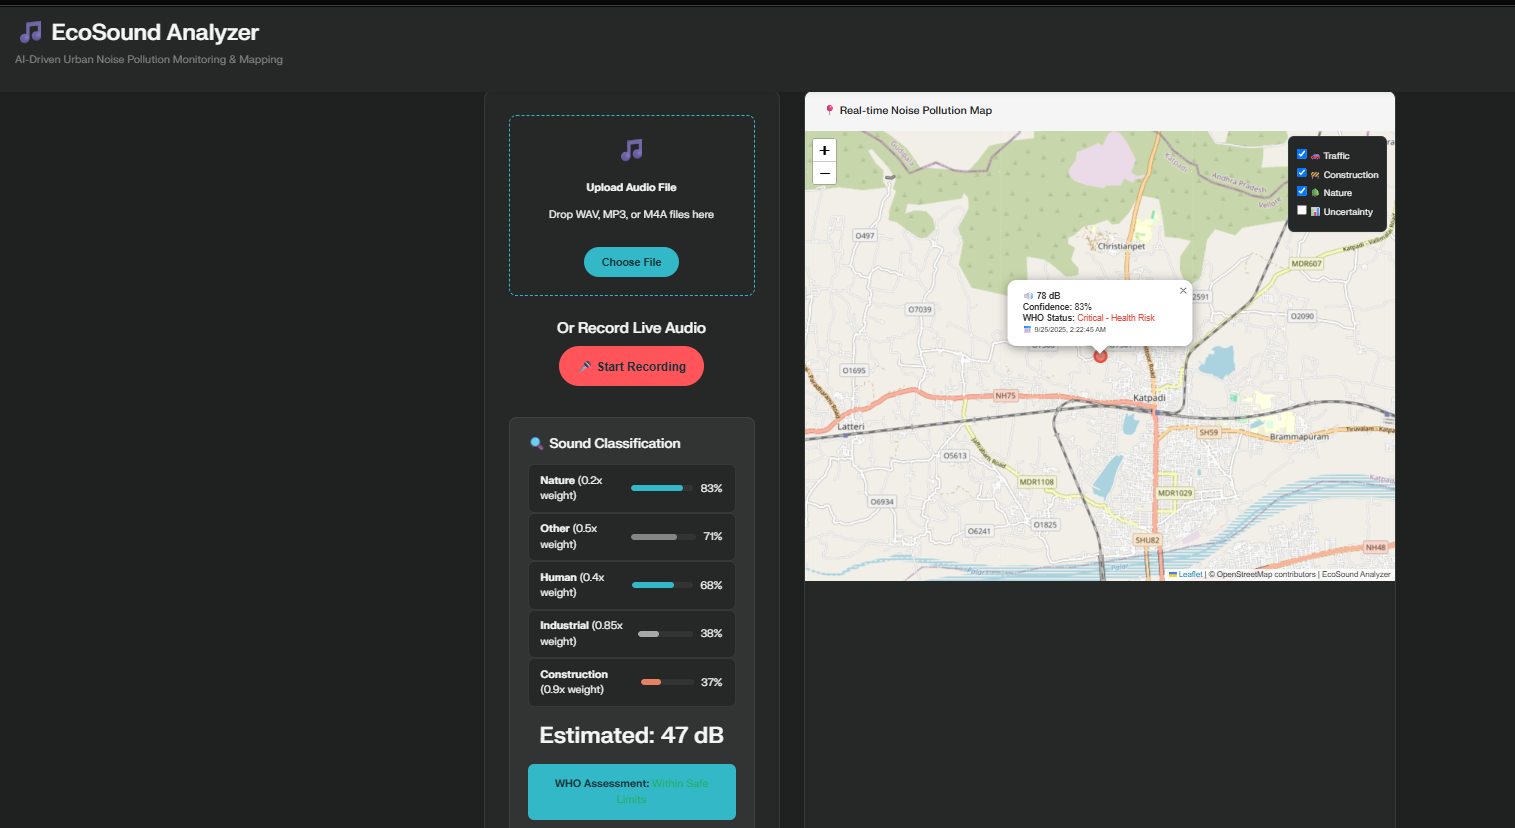 EcoSound Analyzer
AI-Driven Urban Noise Pollution Monitoring & Mapping
Upload Audio File
Drop WAV, MP3, or M4A files here
Choose File
Or Record Live Audio
Start Recording
Sound Classification
Nature (0.2x
weight)
83%
Other (0.5x
weight)
71%
Human (0.4x
weight)
68%
Industrial (0.85x
weight)
38%
Construction
(0.9x weight)
37%
Estimated: 47 dB
WHO Assessment: Within Safe
Limits
Real-time Noise Pollution Map
+
−
Traffic
Construction
Nature
Uncertainty
Andhra Pradesh
Christianpet
O497
MDR607
O7039
2591
O2090
78 dB
Confidence: 83%
WHO Status: Critical - Health Risk
9/25/2025, 2:22:45 AM
O1695
NH75
Katpadi
Latteri
SH59
Brammapuram
O5613
MDR1108
MDR1029
O6934
O1825
O6241
SHU82
NH48
Palar
Leaflet | © OpenStreetMap contributors | EcoSound Analyzer